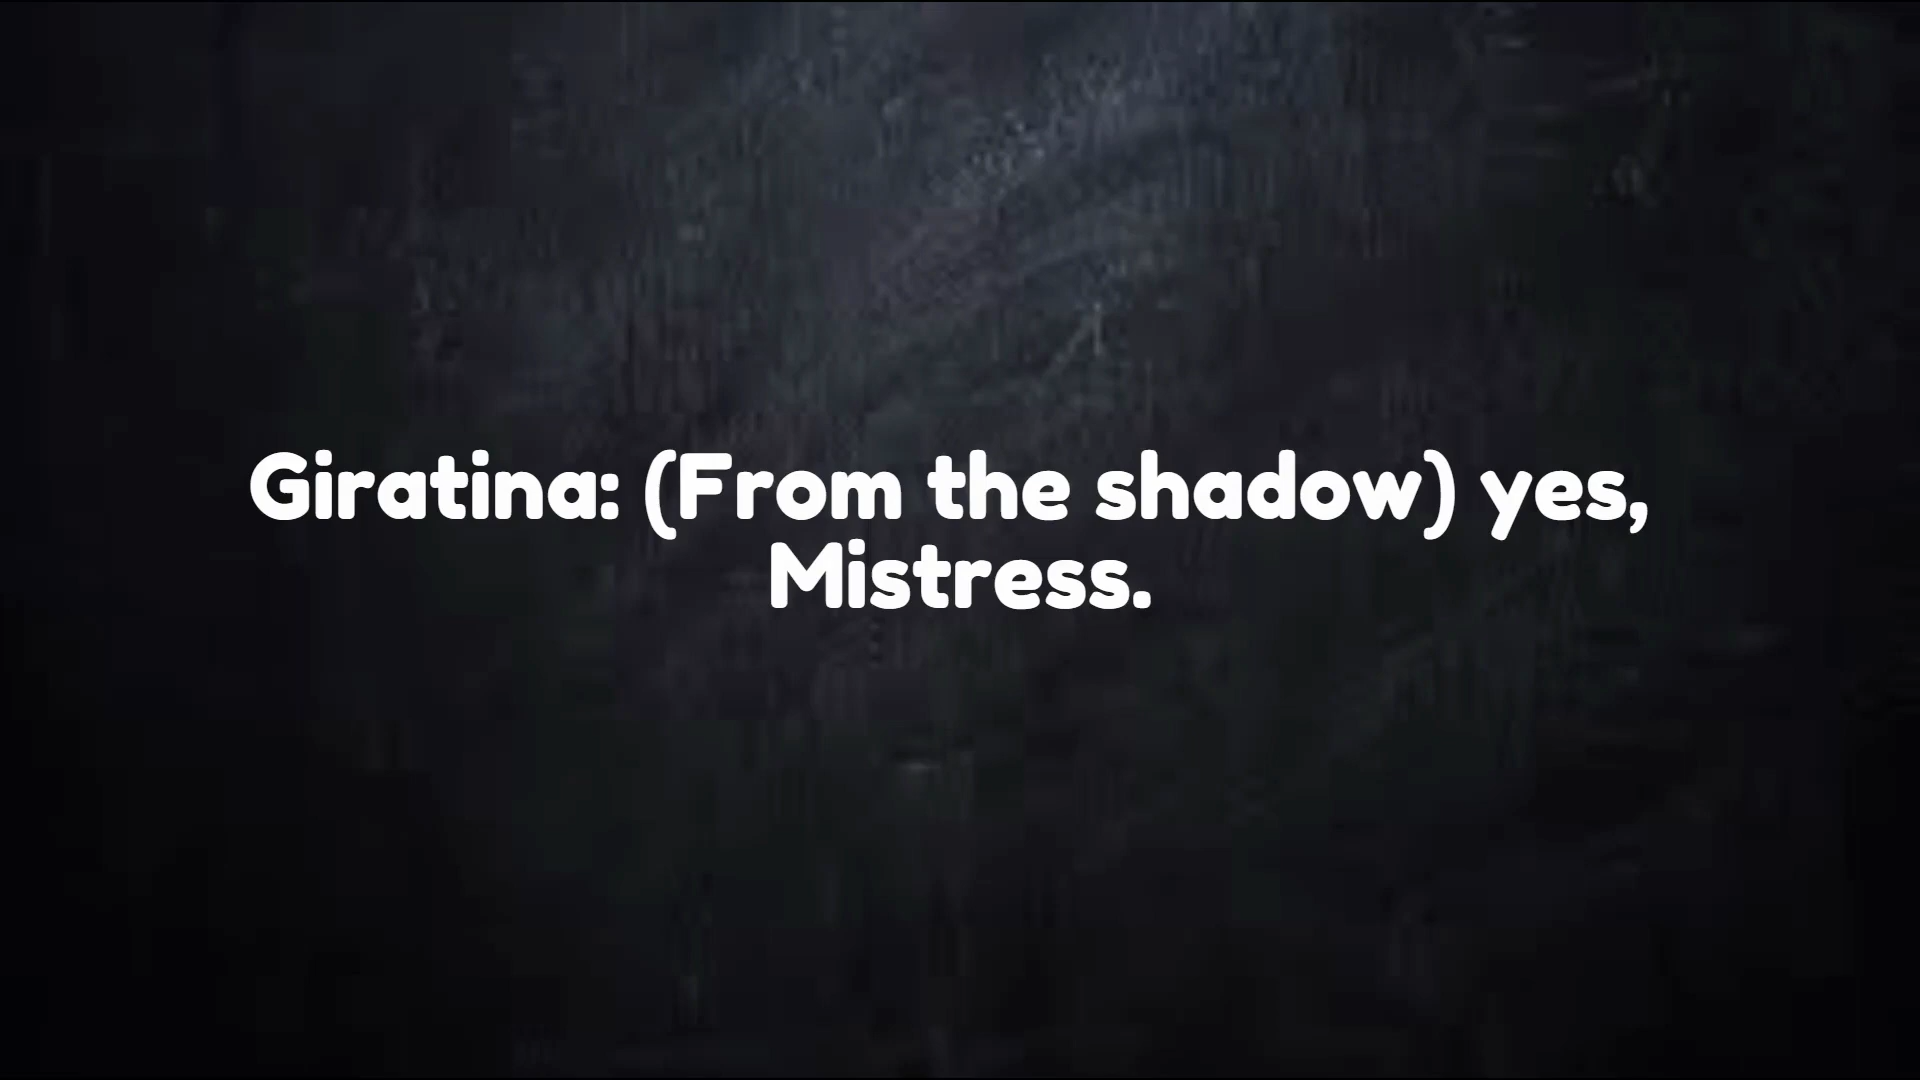 Giratina: (From the shadow) yes,
Mistress.